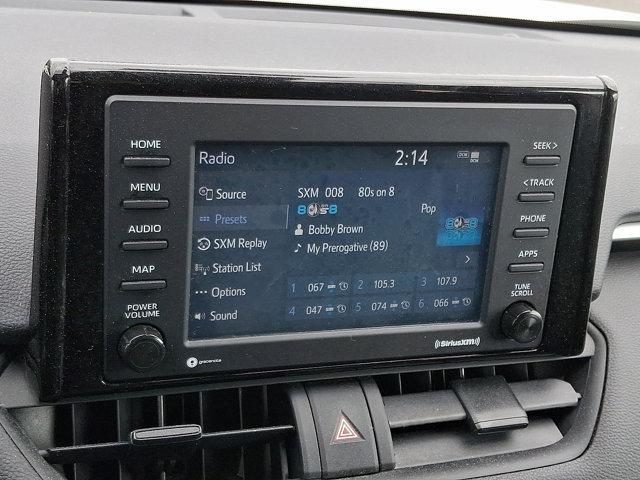 HOME
MENU
AUDIO
MAP
POWER
VOLUME
Radio
2:14
Source
Presets
SXM Replay
Station List
Options
Sound
SXM 008 80s on 8
Pop
Bobby Brown
My Prerogative (89)
1 067 2 105.3 3 107.9
4 047 5 074 6 066
SEEK >
< TRACK
PHONE
APPS
TUNE
SCROLL
gracenote
SiriusXM